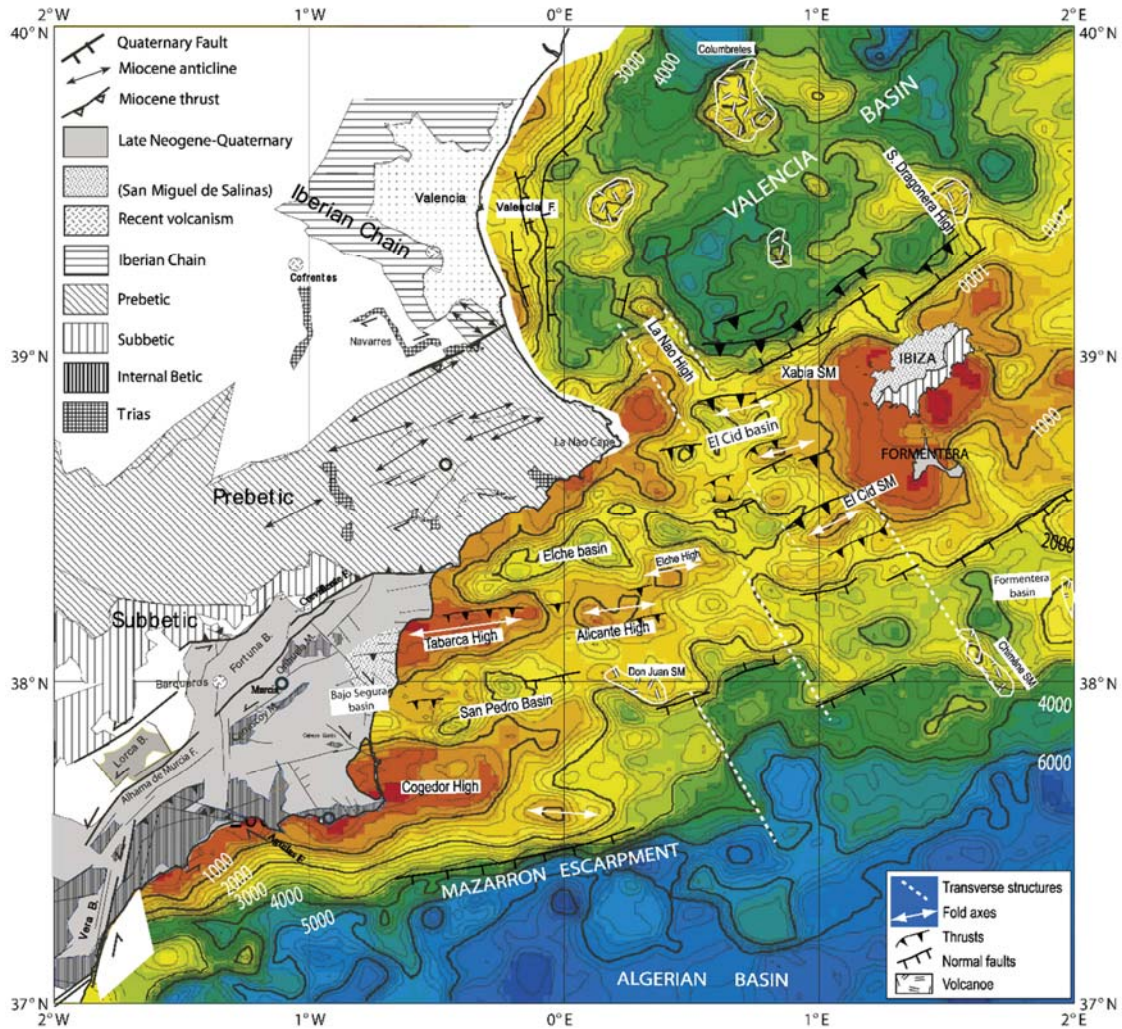 2°W
1°W
0°E
1°E
2°E
40°N
40°N
Quaternary Fault
Miocene anticline
Miocene thrust
Late Neogene-Quaternary
(San Miguel de Salinas)
Recent volcanism
Iberian Chain
Prebetic
Subbetic
Internal Betic
Trias
Columbretes
3000
4000
BASIN
VALENCIA
S. Dragonera High
2000
1000
Valencia
Valencia F.
Iberian Chain
Cofrentes
Navarres
39°N
39°N
La Nao High
Xabia SM
IBIZA
El Cid basin
La Nao Cape
FORMENTERA
1000
Prebetic
El Cid SM
Elche basin
Elche High
2000
Formentera
basin
Crevillente F.
Subbetic
Fortuna B.
Tabarca High
Alicante High
Chimène SM
38°N
38°N
Barqueros
Murcia
Bajo Segura
basin
Don Juan SM
San Pedro Basin
4000
Lorca B.
Alhama de Murcia F.
Cogedor High
6000
1000
2000
3000
4000
5000
MAZARRON ESCARPMENT
Vera B.
ALGERIAN BASIN
Transverse structures
Fold axes
Thrusts
Normal faults
Volcanoe
37°N
37°N
2°W
1°W
0°E
1°E
2°E